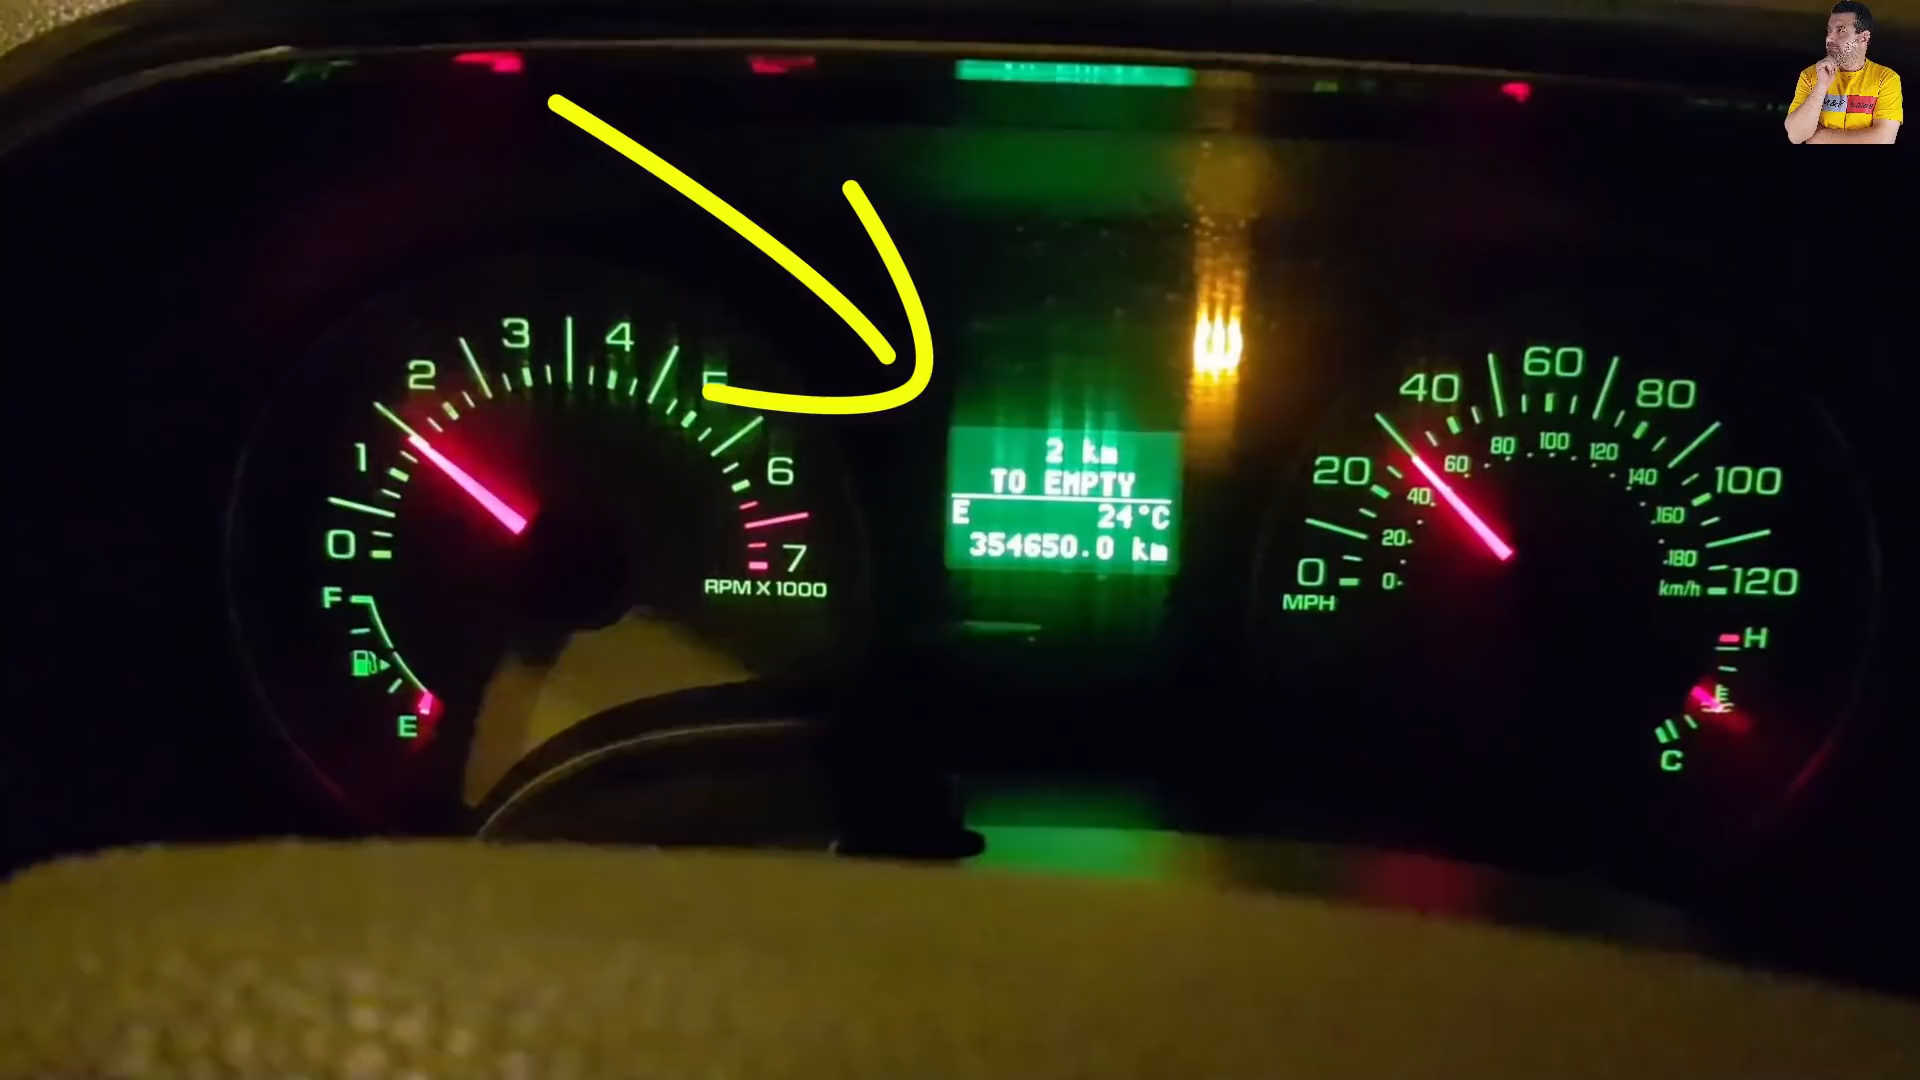 2 km
TO EMPTY
E 24°C
354650.0 km
0 1 2 3 4 5 6 7
RPM X 1000
F
E
0 20 40 60 80 100 120
MPH
0 20 40 60 80 100 120 140 160 180
km/h
H
C